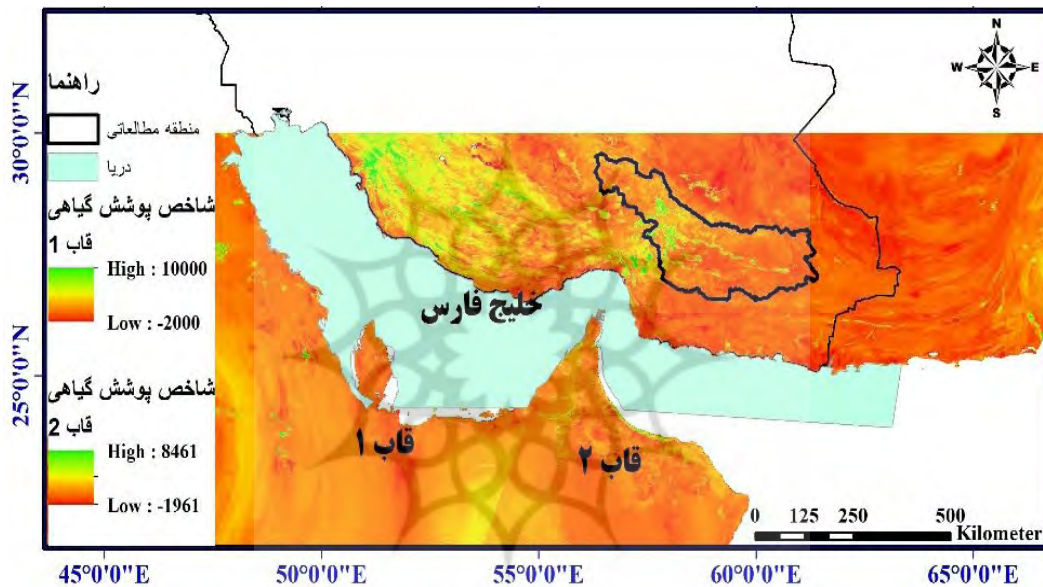 N
W E
S
راهنما
منطقه مطالعاتی
دریا
شاخص پوشش گیاهی
قاب 1
High : 10000
Low : -2000
شاخص پوشش گیاهی
قاب 2
High : 8461
Low : -1961
خلیج فارس
قاب ۱
قاب ۲
0 125 250 500
Kilometer
30°0'0"N
25°0'0"N
45°0'0"E 50°0'0"E 55°0'0"E 60°0'0"E 65°0'0"E